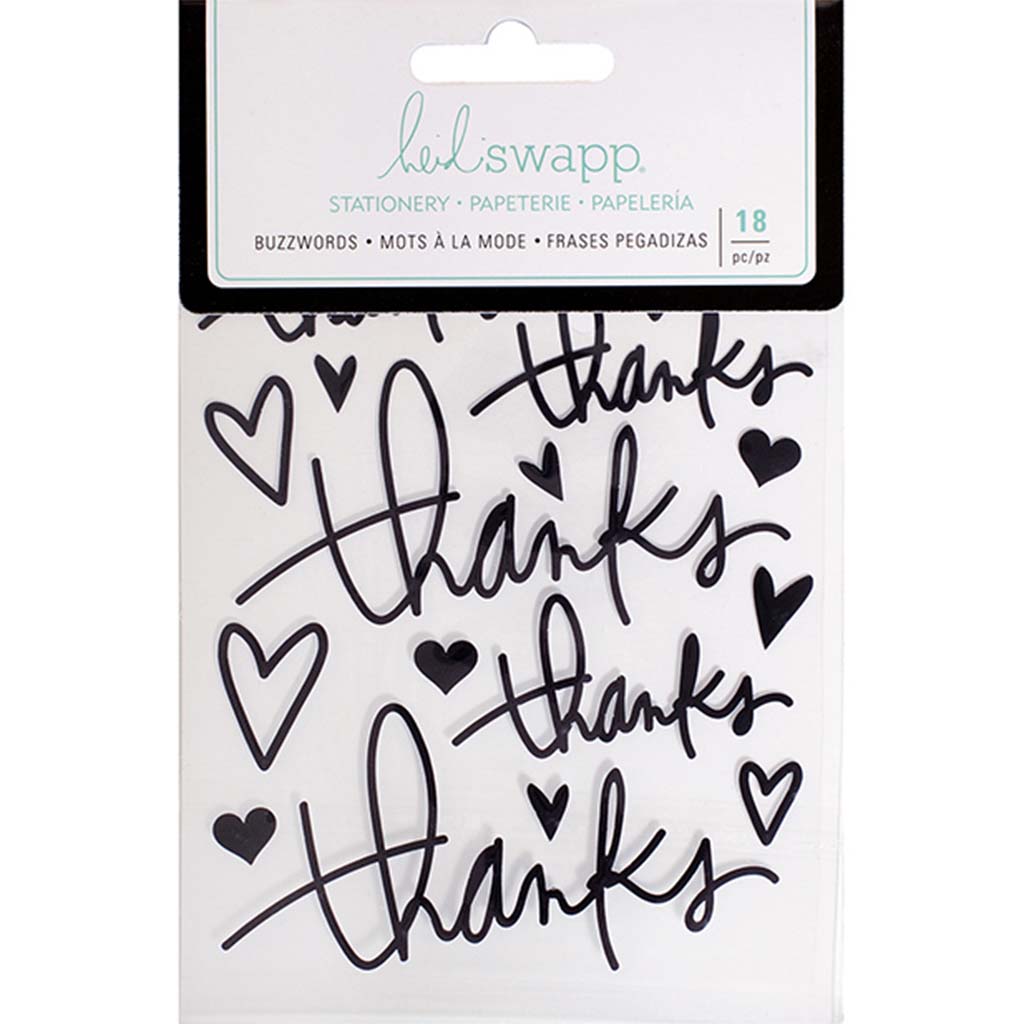 heidi swapp®
STATIONERY • PAPETERIE • PAPELERÍA
BUZZWORDS • MOTS À LA MODE • FRASES PEGADIZAS
18
pc/pz
thanks
thanks
thanks
thanks